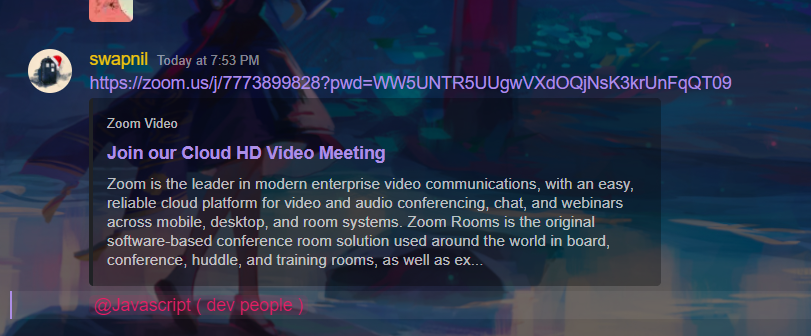 swapnil Today at 7:53 PM
https://zoom.us/j/7773899828?pwd=WW5UNTR5UUgwVXdOQjNsK3krUnFqQT09
Zoom Video
Join our Cloud HD Video Meeting
Zoom is the leader in modern enterprise video communications, with an easy,
reliable cloud platform for video and audio conferencing, chat, and webinars
across mobile, desktop, and room systems. Zoom Rooms is the original
software-based conference room solution used around the world in board,
conference, huddle, and training rooms, as well as ex...
@Javascript ( dev people )